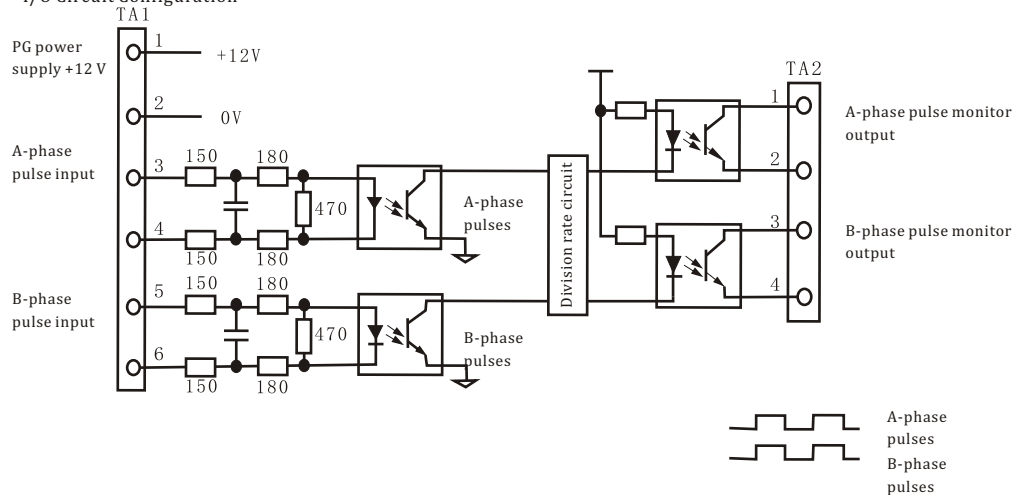 I/O Circuit Configuration
TA1
PG power
supply +12 V
1
+12V
2
0V
A-phase
pulse input
3
150
180
470
4
150
180
A-phase
pulses
B-phase
pulse input
5
150
180
470
6
150
180
B-phase
pulses
Division rate circuit
TA2
1
A-phase pulse monitor
output
2
3
B-phase pulse monitor
output
4
A-phase
pulses
B-phase
pulses